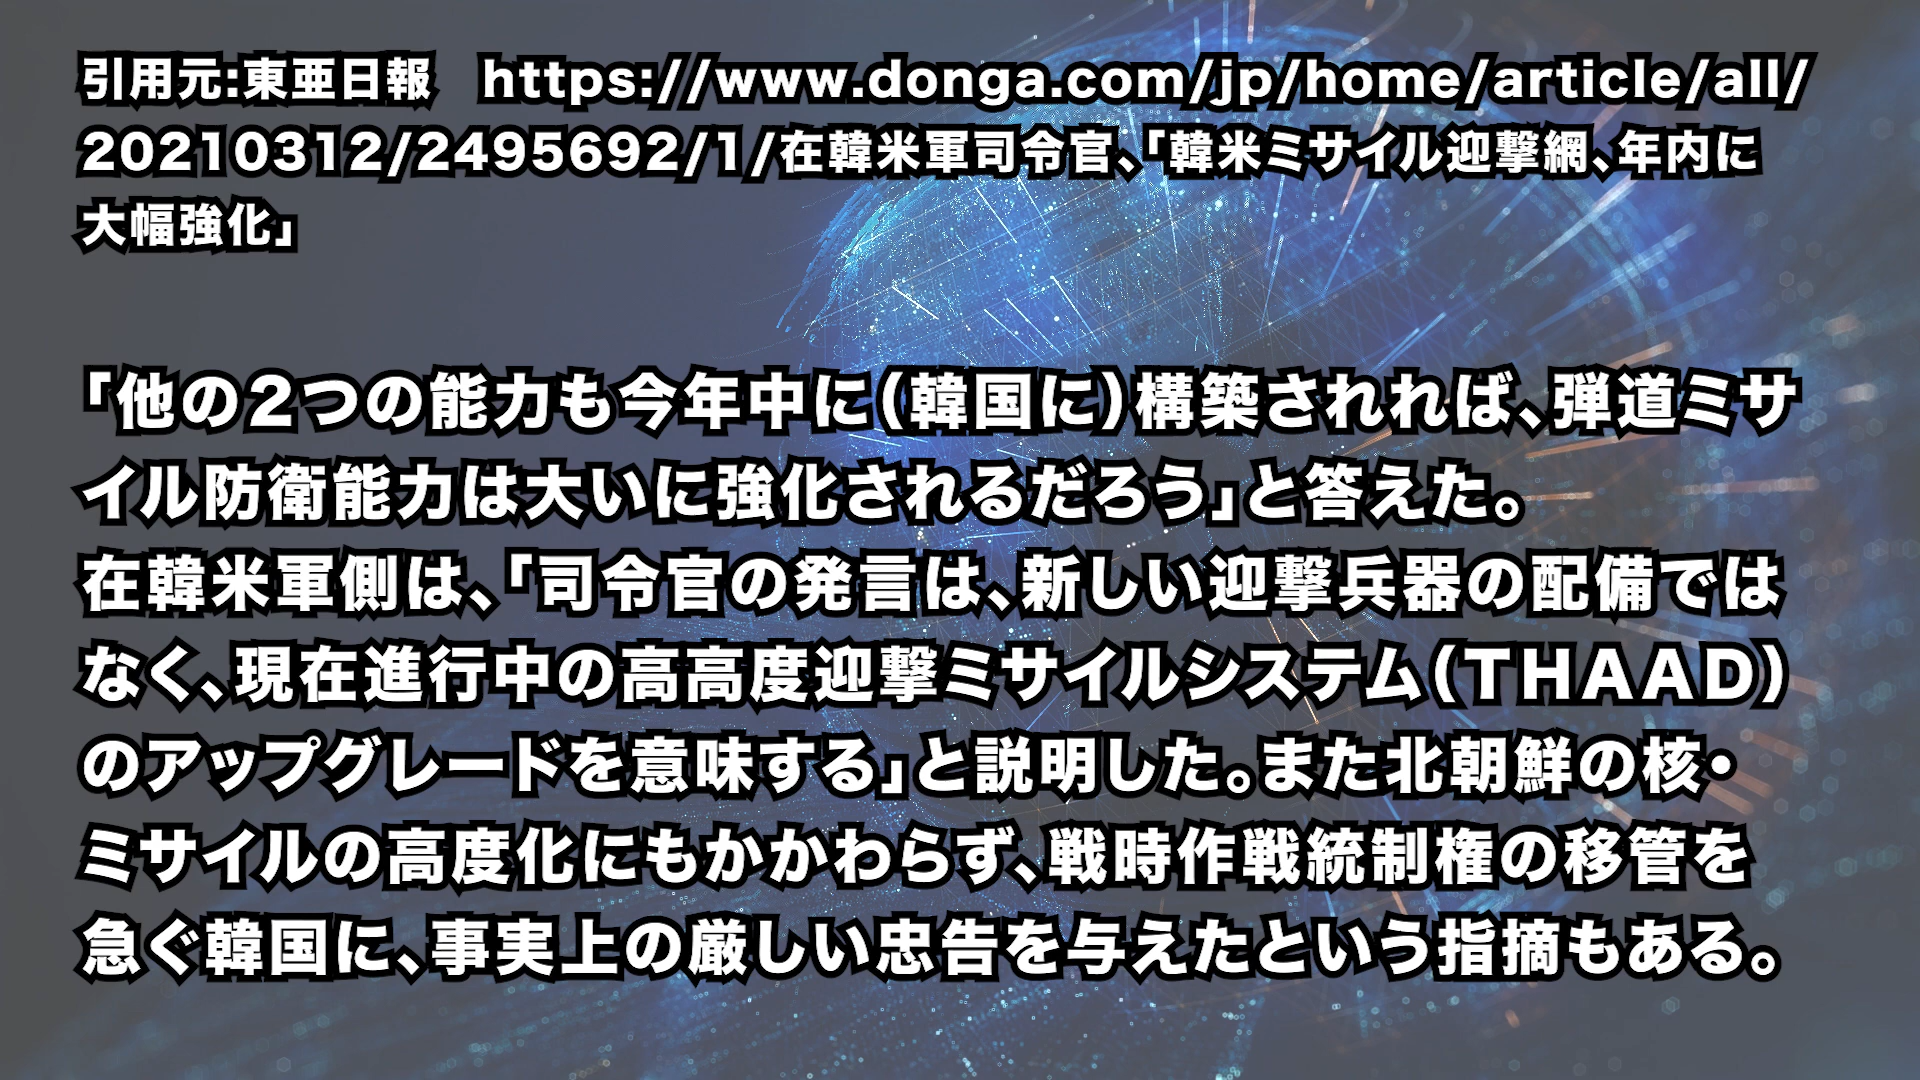 引用元:東亜日報　https://www.donga.com/jp/home/article/all/
20210312/2495692/1/在韓米軍司令官、「韓米ミサイル迎撃網、年内に
大幅強化」
「他の２つの能力も今年中に（韓国に）構築されれば、弾道ミサ
イル防衛能力は大いに強化されるだろう」と答えた。
在韓米軍側は、「司令官の発言は、新しい迎撃兵器の配備では
なく、現在進行中の高高度迎撃ミサイルシステム（ＴＨＡＡＤ）
のアップグレードを意味する」と説明した。また北朝鮮の核・
ミサイルの高度化にもかかわらず、戦時作戦統制権の移管を
急ぐ韓国に、事実上の厳しい忠告を与えたという指摘もある。